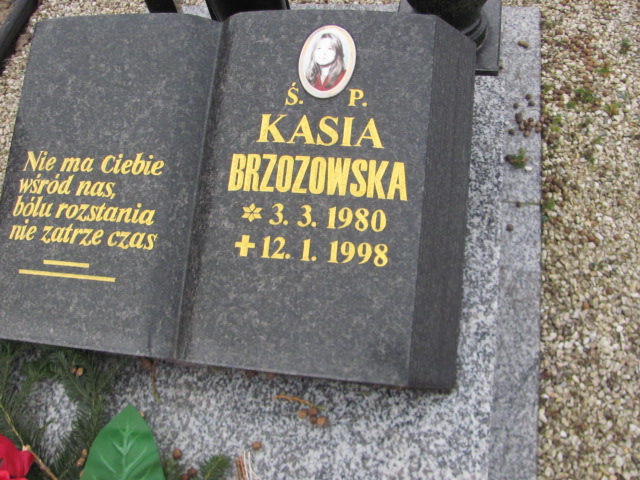 Nie ma Ciebie
wśród nas,
bólu rozstania
nie zatrze czas
Ś. P.
KASIA
BRZOZOWSKA
3. 3. 1980
12. 1. 1998